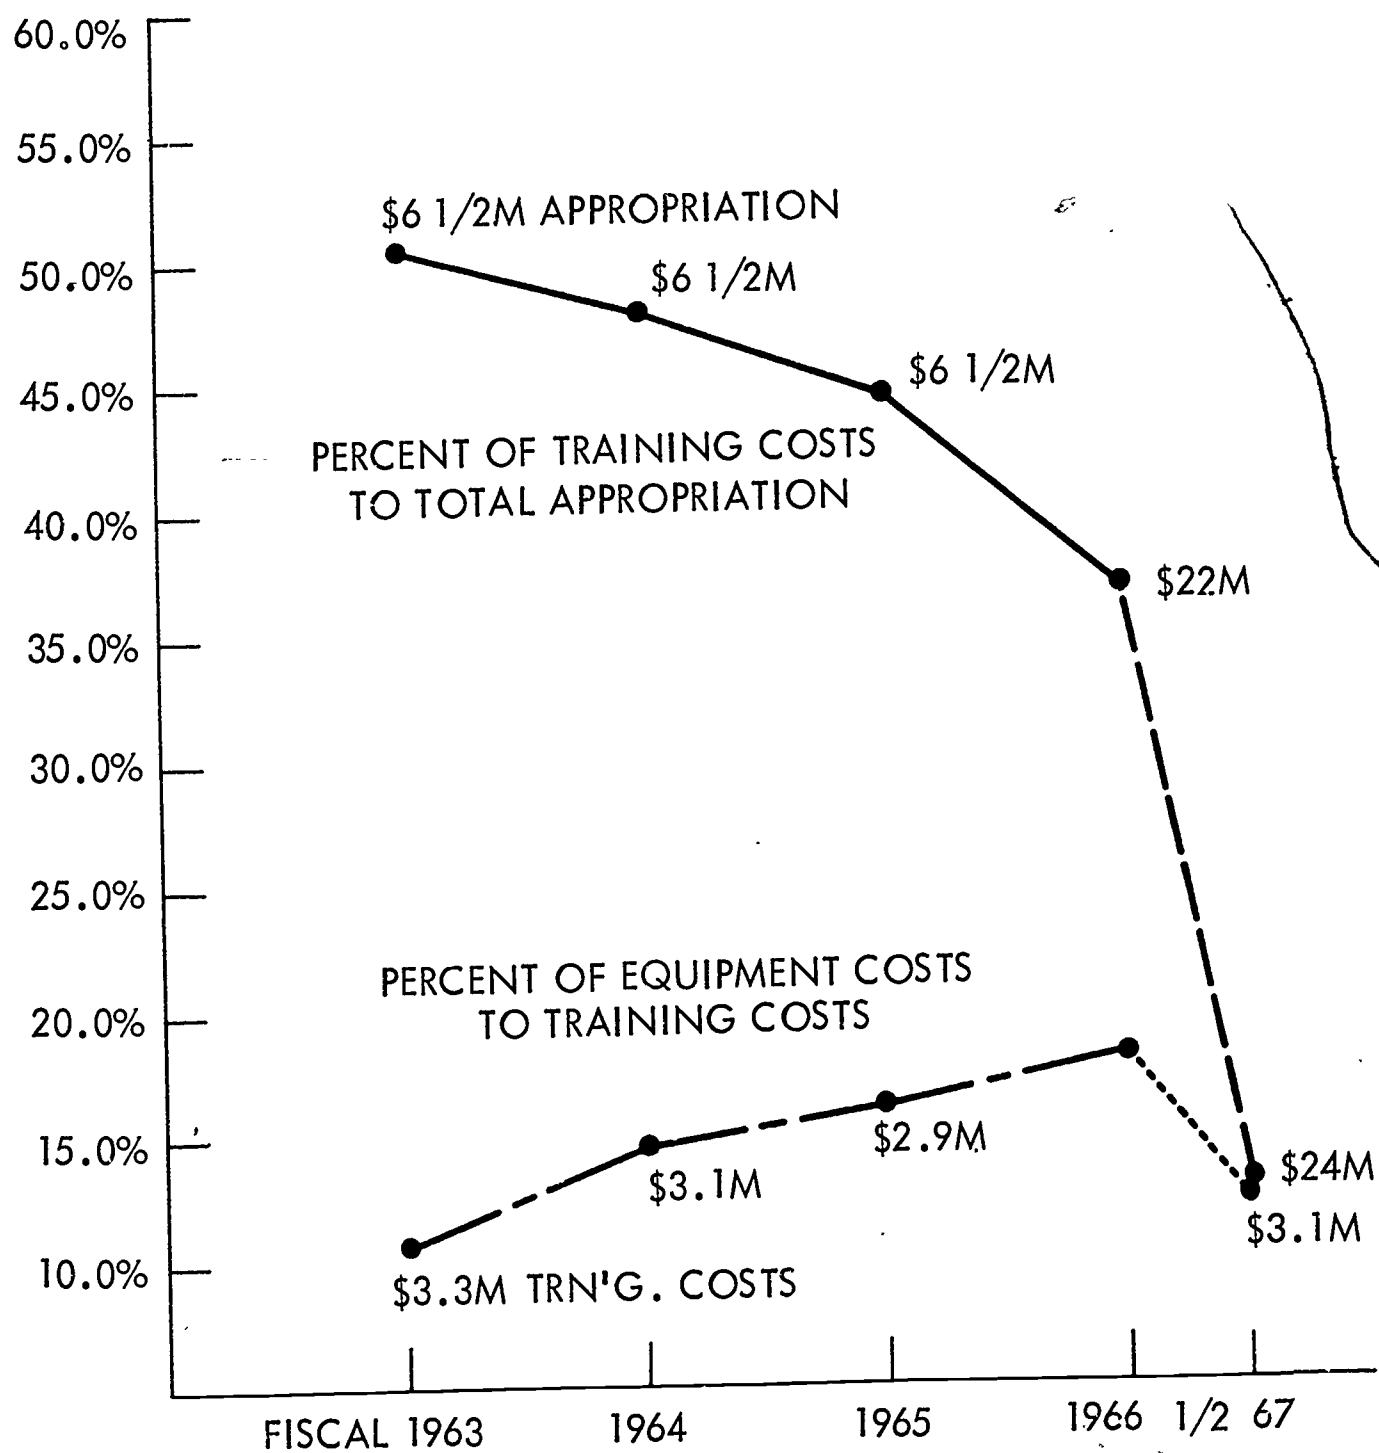 60.0%
55.0%
$6 1/2M APPROPRIATION
50.0%
$6 1/2M
$6 1/2M
45.0%
PERCENT OF TRAINING COSTS
TO TOTAL APPROPRIATION
40.0%
$22M
35.0%
30.0%
25.0%
PERCENT OF EQUIPMENT COSTS
TO TRAINING COSTS
20.0%
15.0%
$2.9M
$3.1M
$24M
$3.1M
10.0%
$3.3M TRN'G. COSTS
FISCAL 1963 1964 1965 1966 1/2 67